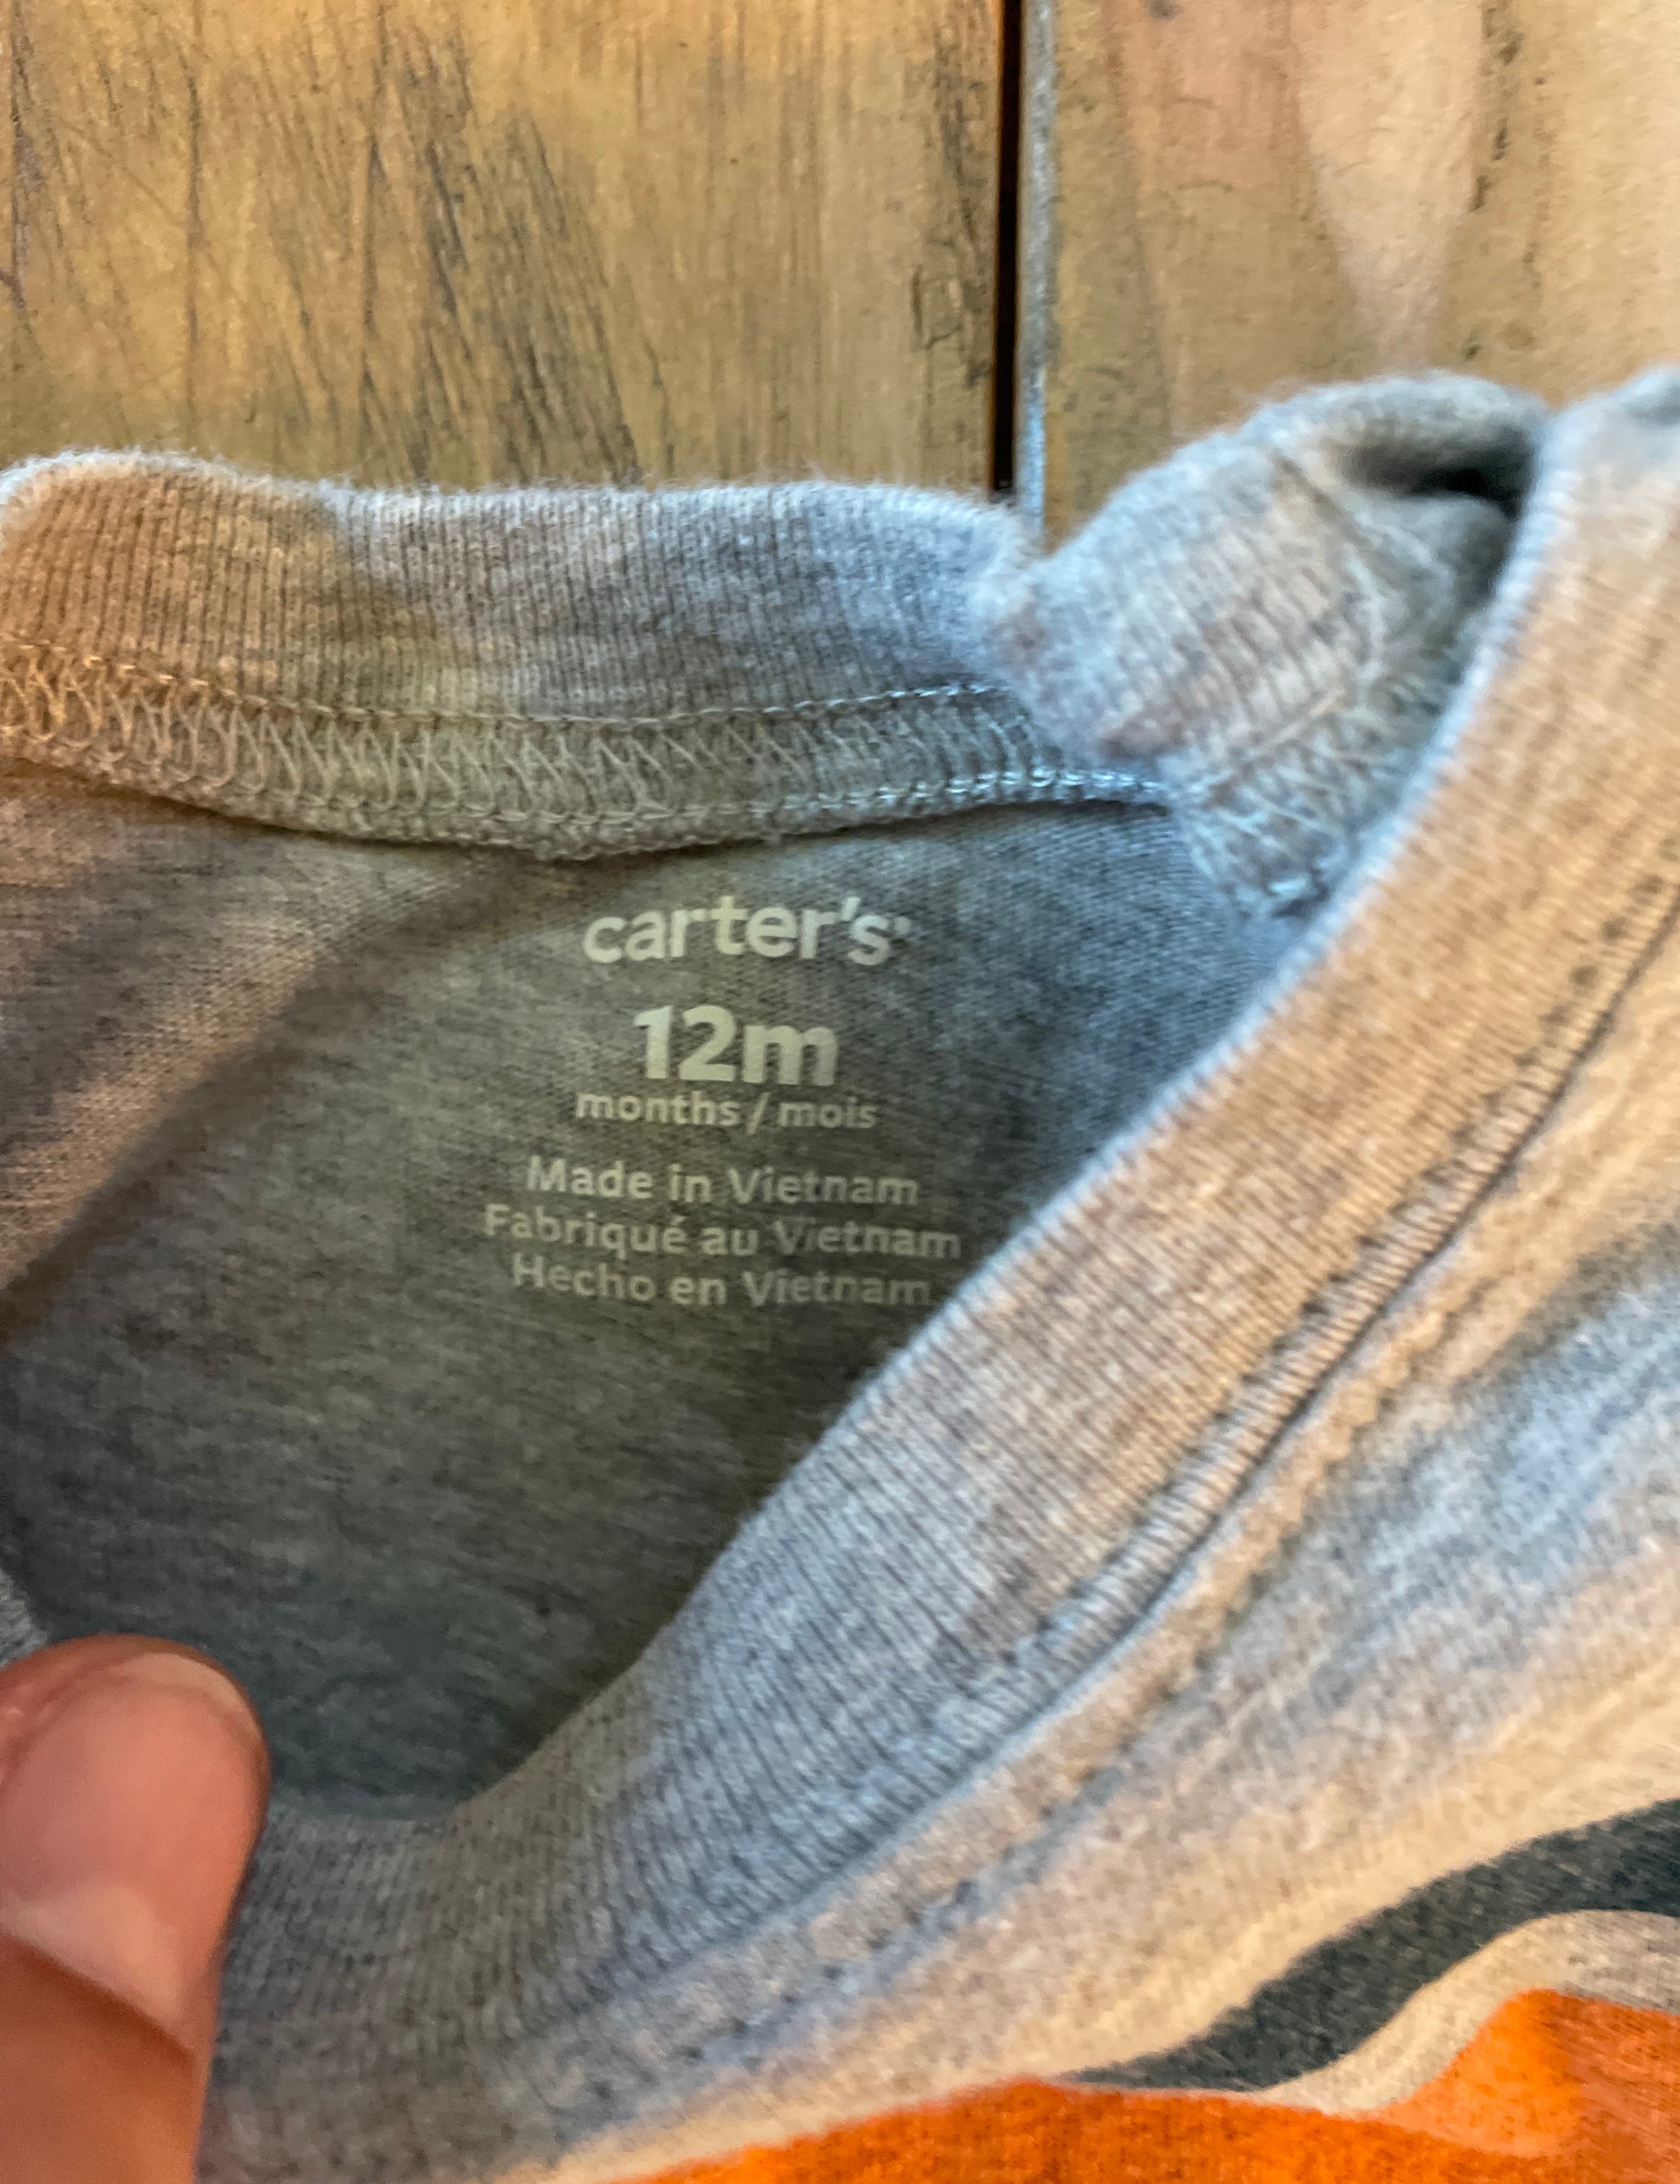 carter's
12m
months / mois
Made in Vietnam
Fabriqué au Vietnam
Hecho en Vietnam